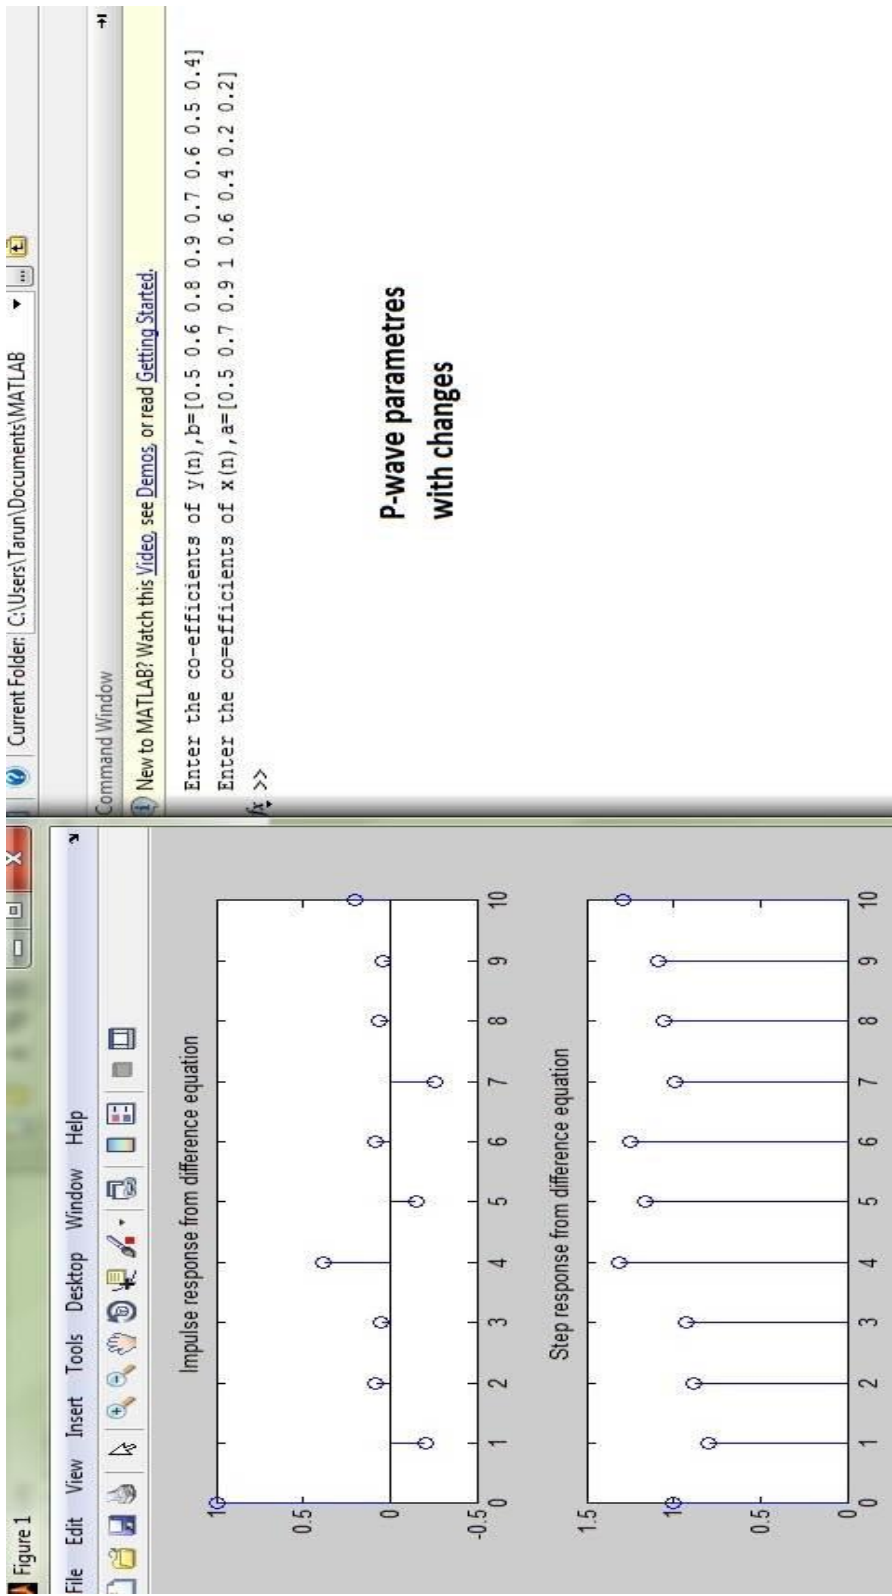 Figure 1
File Edit View Insert Tools Desktop Window Help
Impulse response from difference equation
1
0.5
0
-0.5
0 1 2 3 4 5 6 7 8 9 10
Step response from difference equation
1.5
1
0.5
0
0 1 2 3 4 5 6 7 8 9 10
Current Folder: C:\Users\Tarun\Documents\MATLAB
Command Window
New to MATLAB? Watch this Video, see Demos, or read Getting Started.
Enter the co-efficients of y(n),b=[0.5 0.6 0.8 0.9 0.7 0.6 0.5 0.4]
Enter the co=efficients of x(n),a=[0.5 0.7 0.9 1 0.6 0.4 0.2 0.2]
fx >>
P-wave parametres
with changes